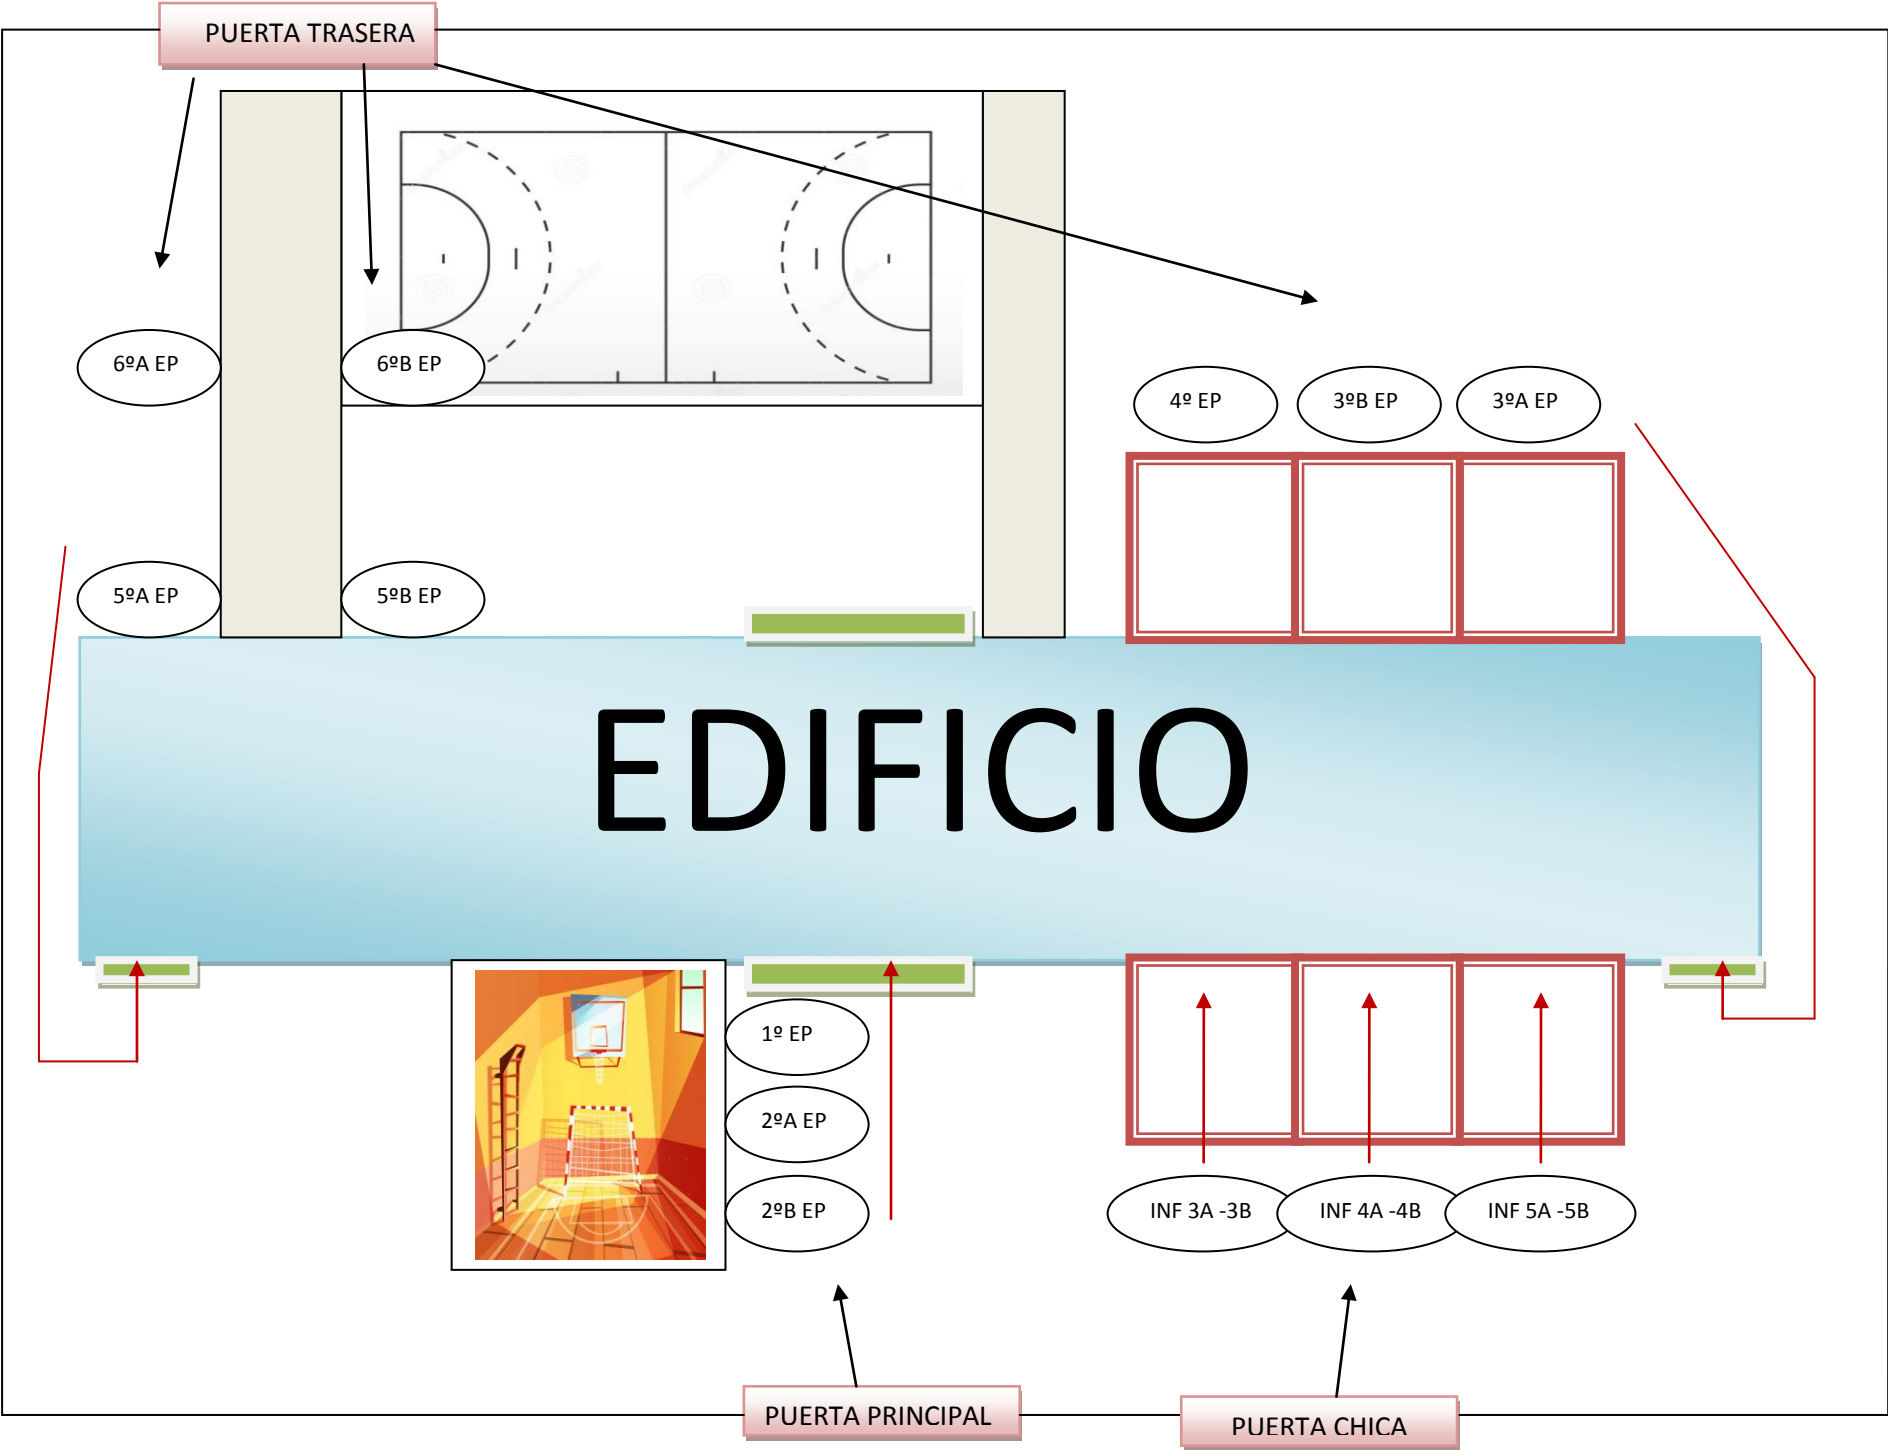 PUERTA TRASERA
6ºA EP
6ºB EP
4º EP
3ºB EP
3ºA EP
5ºA EP
5ºB EP
EDIFICIO
1º EP
2ºA EP
2ºB EP
INF 3A -3B
INF 4A -4B
INF 5A -5B
PUERTA PRINCIPAL
PUERTA CHICA